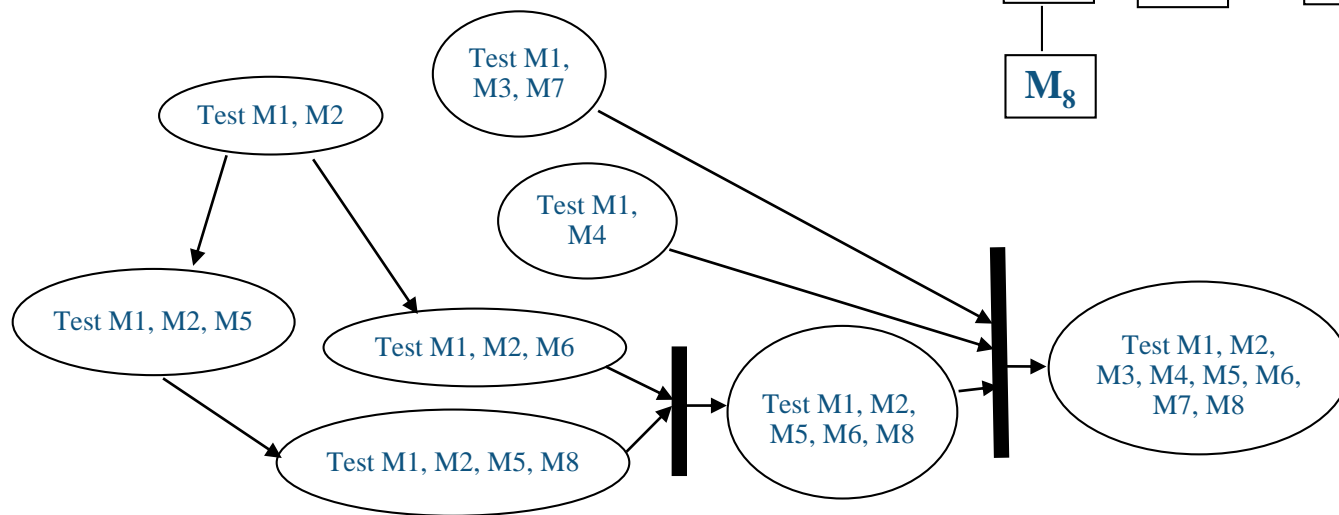 Test M1,
M3, M7
M8
Test M1, M2
Test M1,
M4
Test M1, M2, M5
Test M1, M2, M6
Test M1, M2,
M5, M6, M8
Test M1, M2,
M3, M4, M5, M6,
M7, M8
Test M1, M2, M5, M8